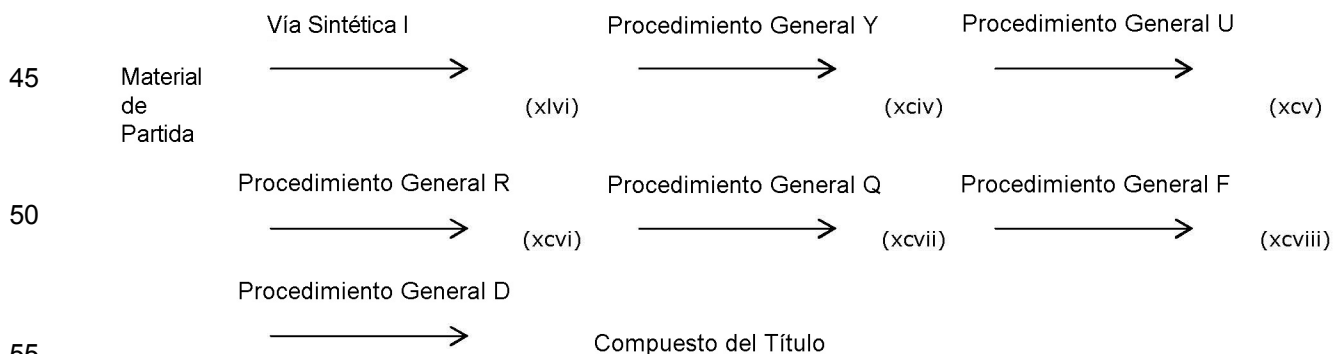 Vía Sintética I Procedimiento General Y Procedimiento General U
45 Material
de
Partida
(xlvi) (xciv) (xcv)
Procedimiento General R Procedimiento General Q Procedimiento General F
50
(xcvi) (xcvii) (xcviii)
Procedimiento General D
55 Compuesto del Título